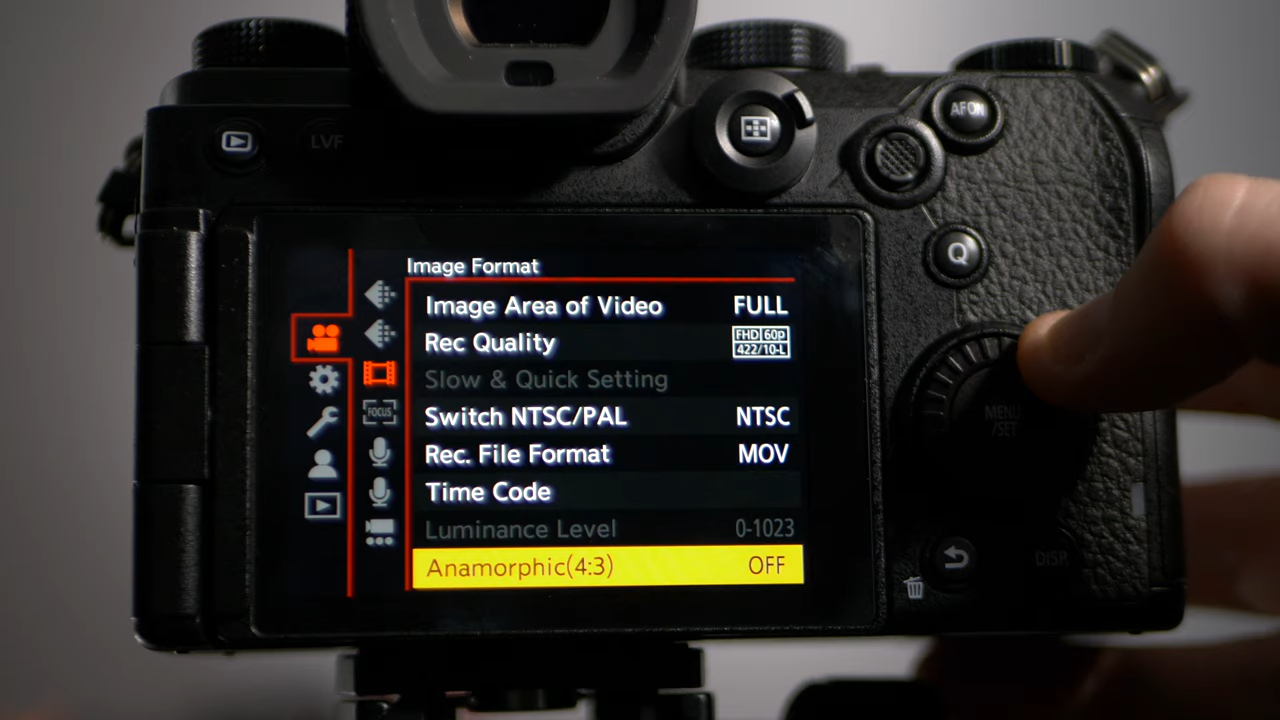 LVF
AF ON
Q
Image Format
Image Area of Video FULL
Rec Quality FHD 60p 422/10-L
Slow & Quick Setting
FOCUS
Switch NTSC/PAL NTSC
MENU
/SET
Rec. File Format MOV
Time Code
Luminance Level 0-1023
Anamorphic(4:3) OFF
DISP.